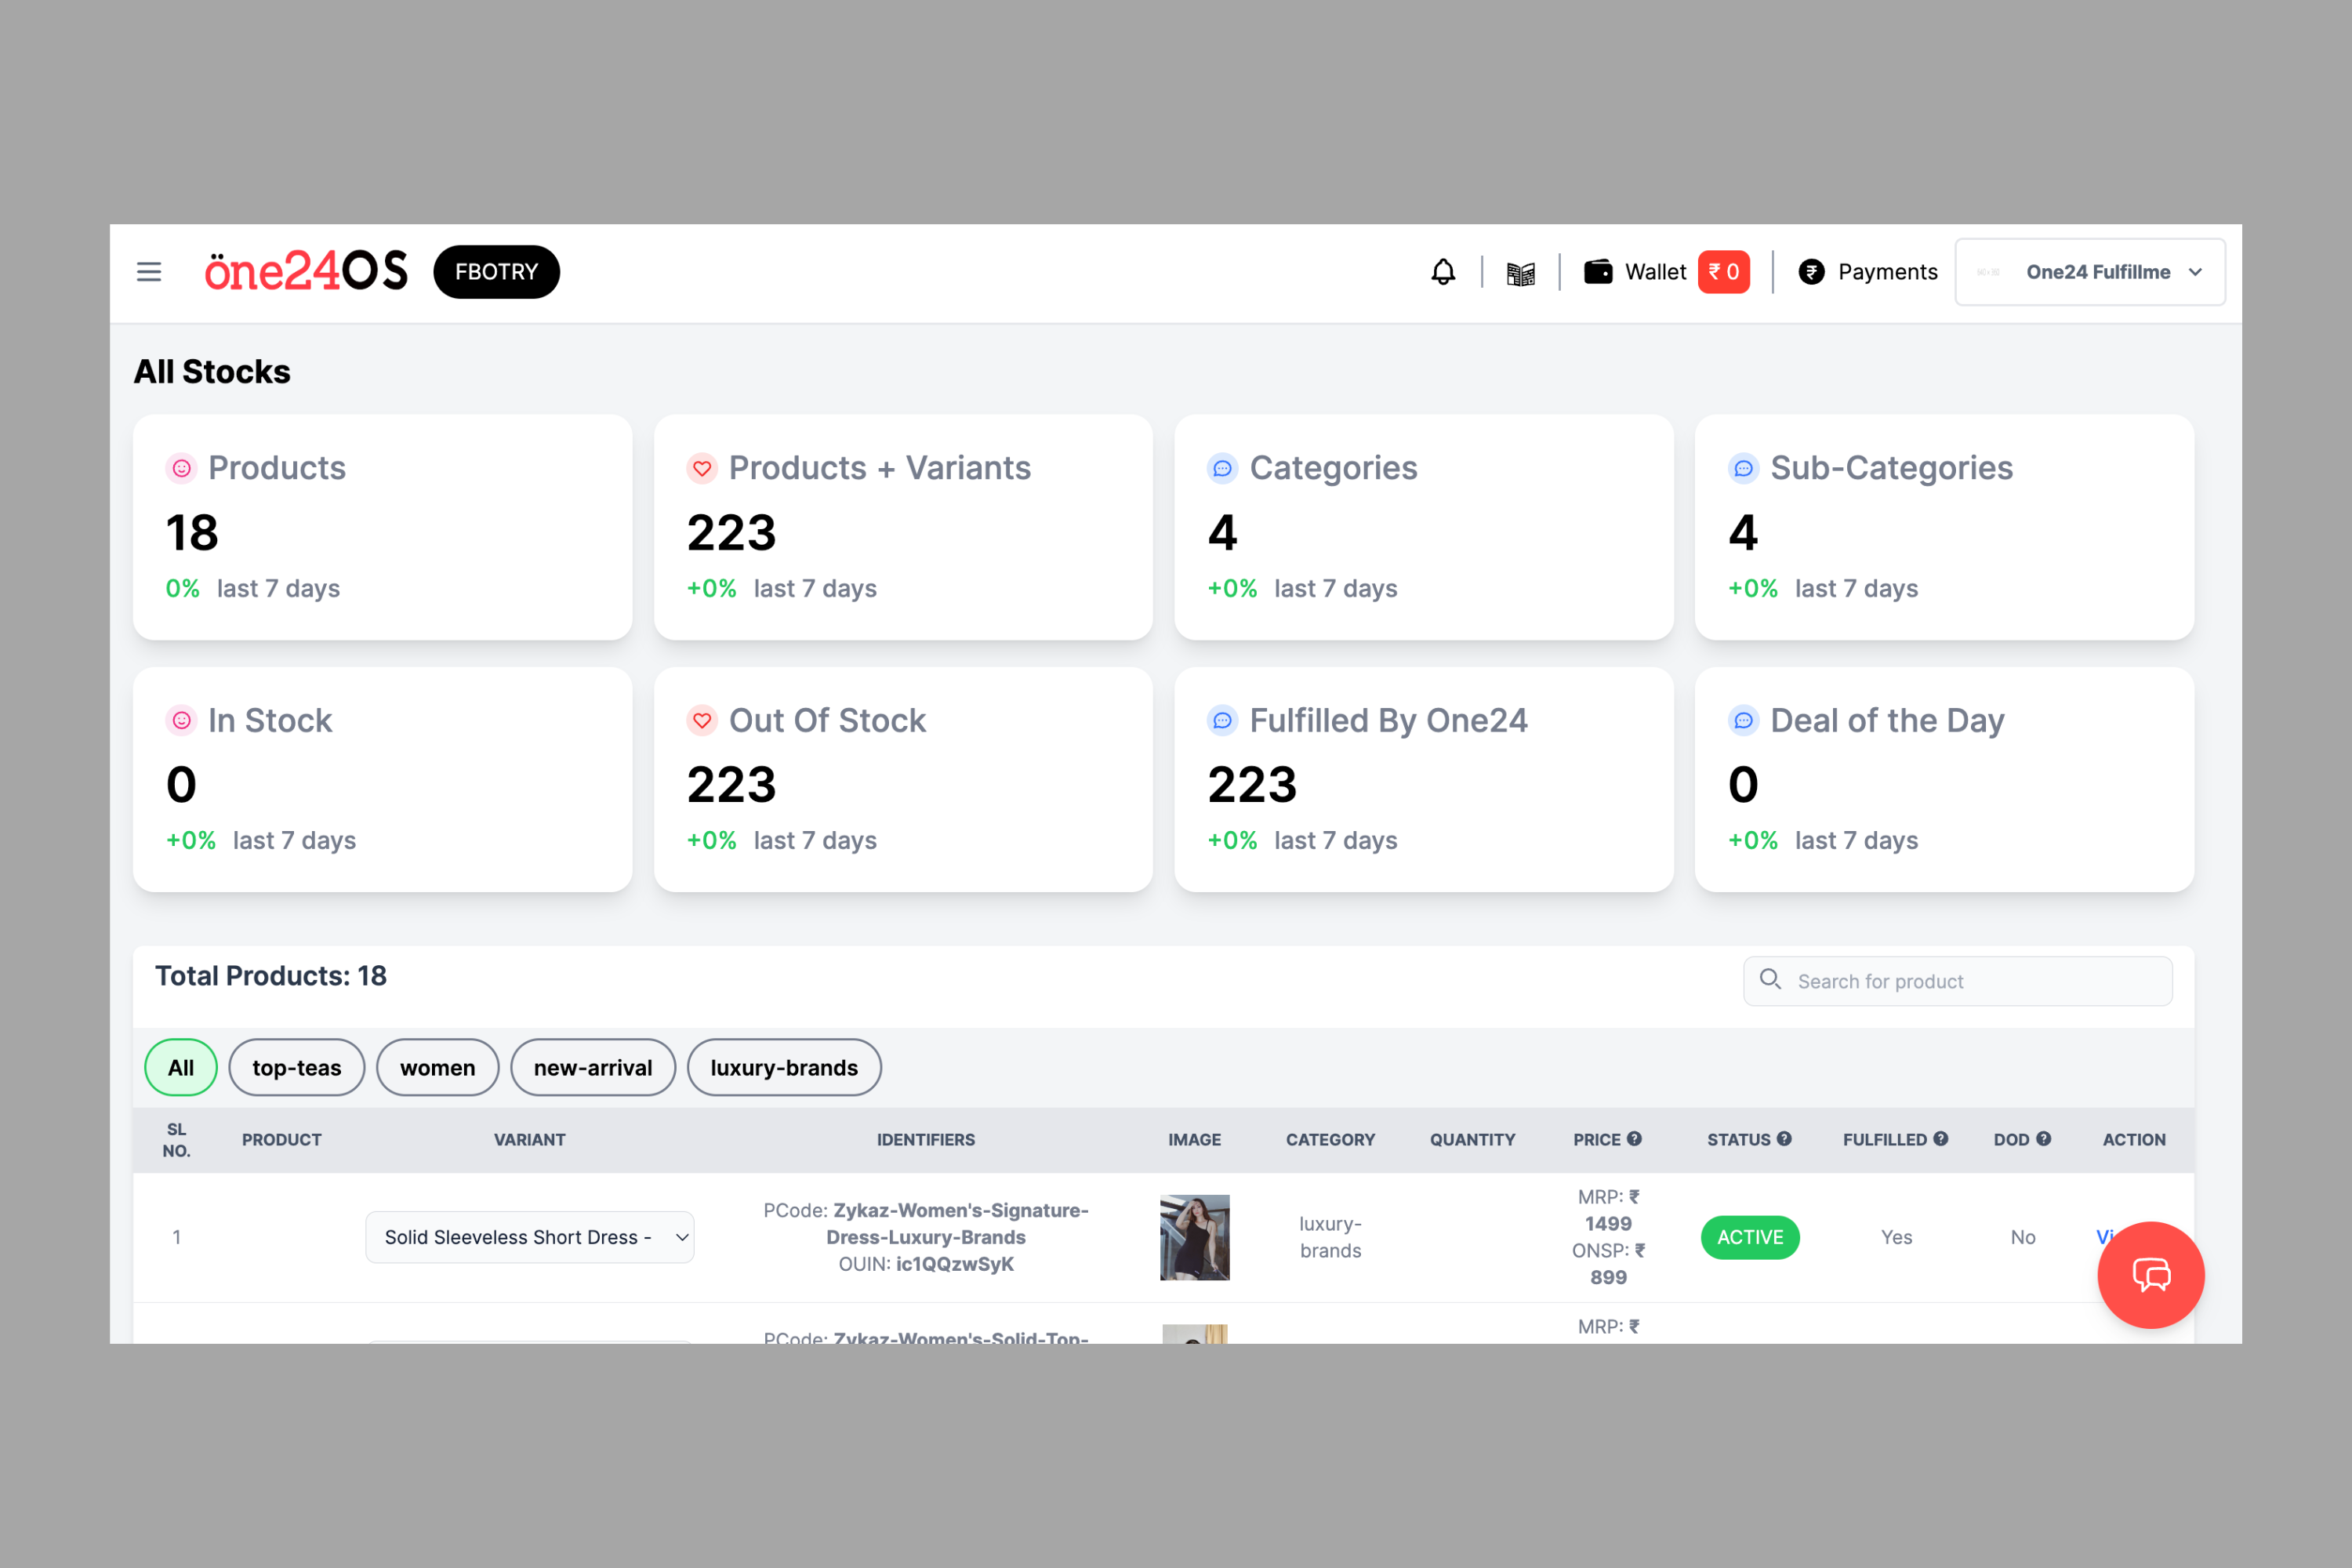 öne24OS FBOTRY Wallet ₹ 0 Payments One24 Fulfillme
All Stocks
Products
18
0% last 7 days
Products + Variants
223
+0% last 7 days
Categories
4
+0% last 7 days
Sub-Categories
4
+0% last 7 days
In Stock
0
+0% last 7 days
Out Of Stock
223
+0% last 7 days
Fulfilled By One24
223
+0% last 7 days
Deal of the Day
0
+0% last 7 days
Total Products: 18
Search for product
All top-teas women new-arrival luxury-brands
SL
NO.
PRODUCT VARIANT IDENTIFIERS IMAGE CATEGORY QUANTITY PRICE STATUS FULFILLED DOD ACTION
1
Solid Sleeveless Short Dress -
PCode: Zykaz-Women's-Signature-
Dress-Luxury-Brands
OUIN: ic1QQzwSyK
luxury-
brands
MRP: ₹
1499
ONSP: ₹
899
ACTIVE
Yes
No
Vi
PCode: Zykaz-Women's-Solid-Top-
MRP: ₹